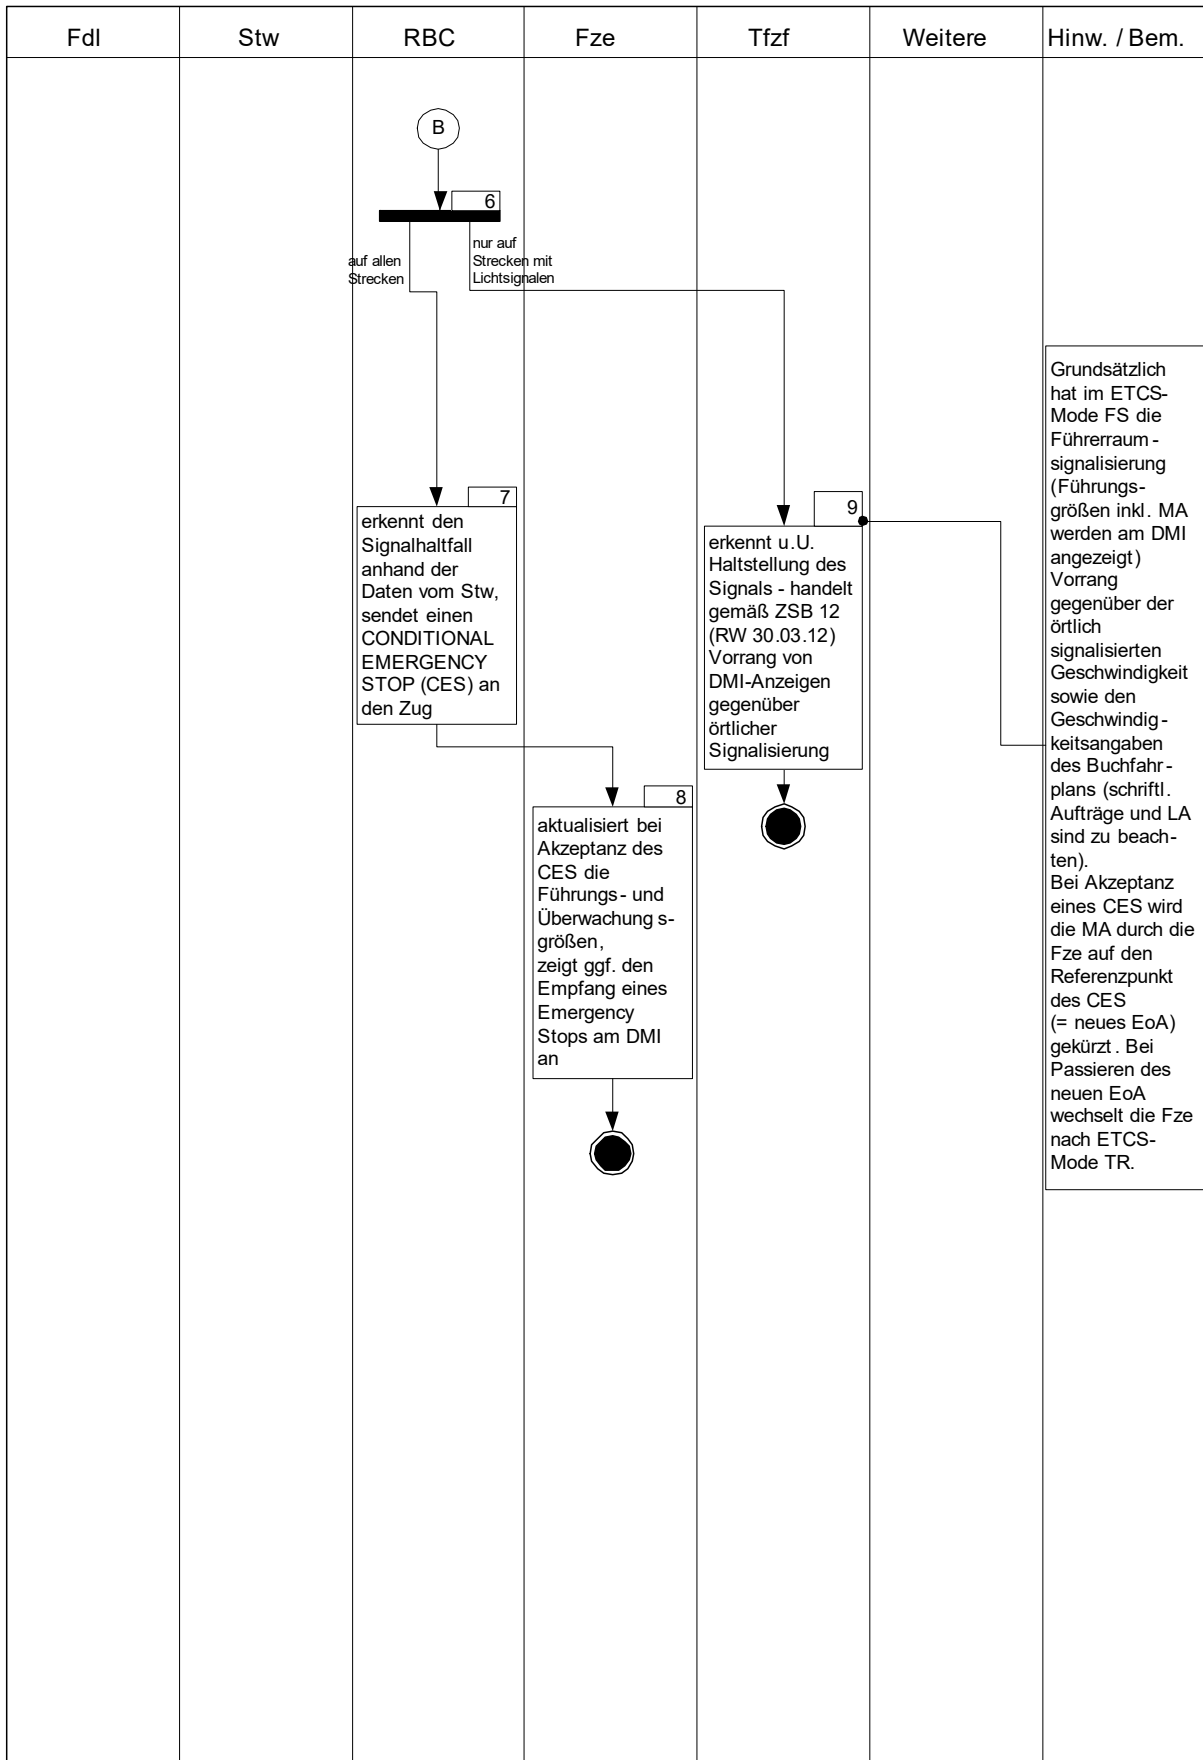 Fdl
Stw
RBC
Fze
Tfzf
Weitere
Hinw. / Bem.
B
6
auf allen
Strecken
nur auf
Strecken mit
Lichtsignalen
7
erkennt den
Signalhaltfall
anhand der
Daten vom Stw,
sendet einen
CONDITIONAL
EMERGENCY
STOP (CES) an
den Zug
8
aktualisiert bei
Akzeptanz des
CES die
Führungs- und
Überwachung s-
größen,
zeigt ggf. den
Empfang eines
Emergency
Stops am DMI
an
9
erkennt u.U.
Haltstellung des
Signals - handelt
gemäß ZSB 12
(RW 30.03.12)
Vorrang von
DMI-Anzeigen
gegenüber
örtlicher
Signalisierung
Grundsätzlich
hat im ETCS-
Mode FS die
Führerraum -
signalisierung
(Führungs-
größen inkl. MA
werden am DMI
angezeigt)
Vorrang
gegenüber der
örtlich
signalisierten
Geschwindigkeit
sowie den
Geschwindig -
keitsangaben
des Buchfahr -
plans (schriftl.
Aufträge und LA
sind zu beach-
ten).
Bei Akzeptanz
eines CES wird
die MA durch die
Fze auf den
Referenzpunkt
des CES
(= neues EoA)
gekürzt. Bei
Passieren des
neuen EoA
wechselt die Fze
nach ETCS-
Mode TR.